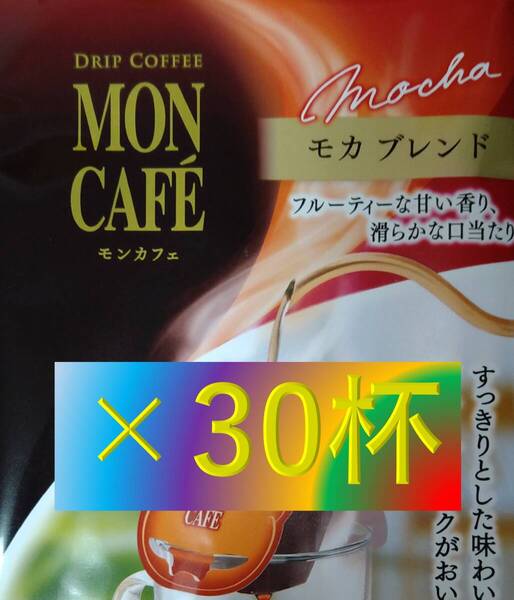 DRIP COFFEE
MON
CAFÉ
モンカフェ
mocha
モカ ブレンド
フルーティーな甘い香り、
滑らかな口当たり
×30杯
すっきりとした味わい
クがおい
CAFÉ